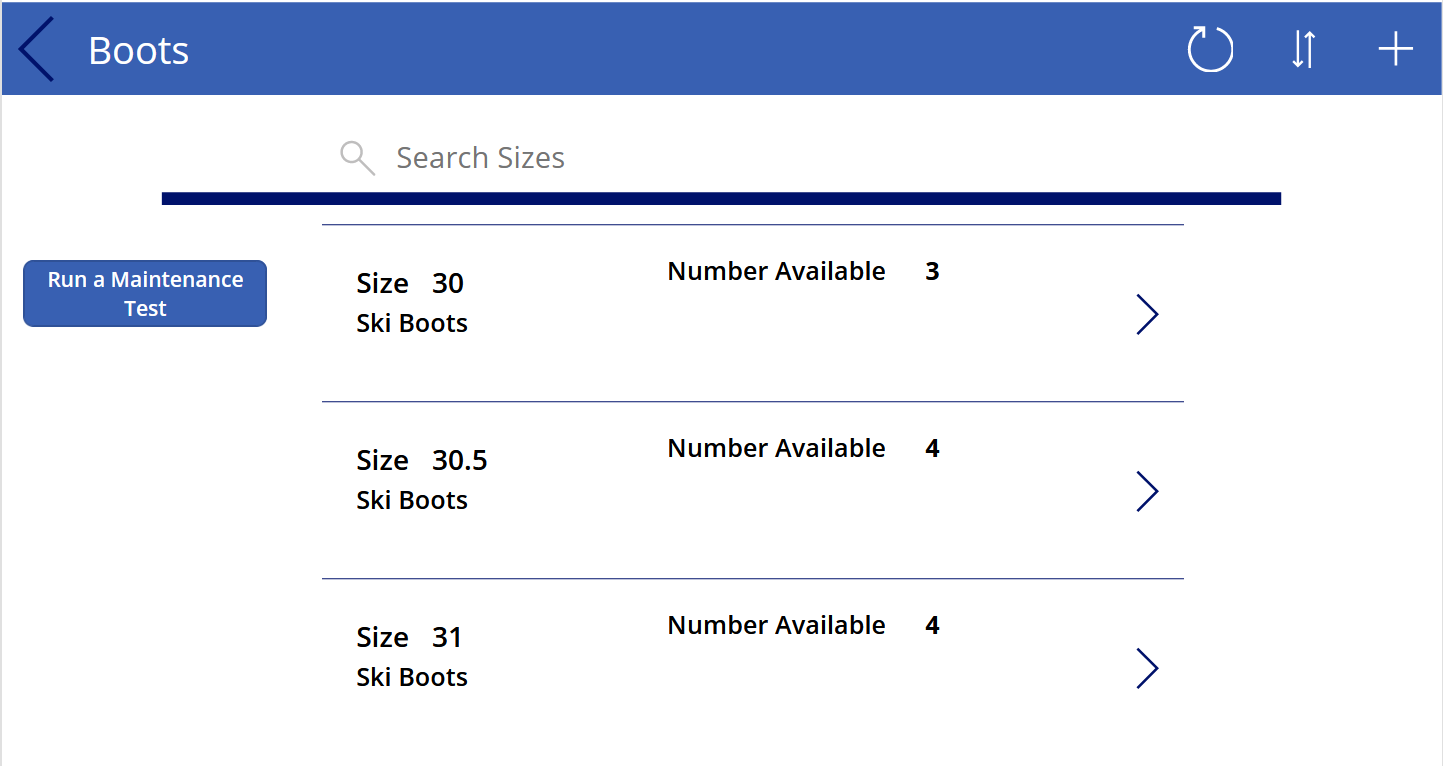 Boots
Search Sizes
Run a Maintenance
Test
Size 30
Number Available 3
Ski Boots
Size 30.5
Number Available 4
Ski Boots
Size 31
Number Available 4
Ski Boots